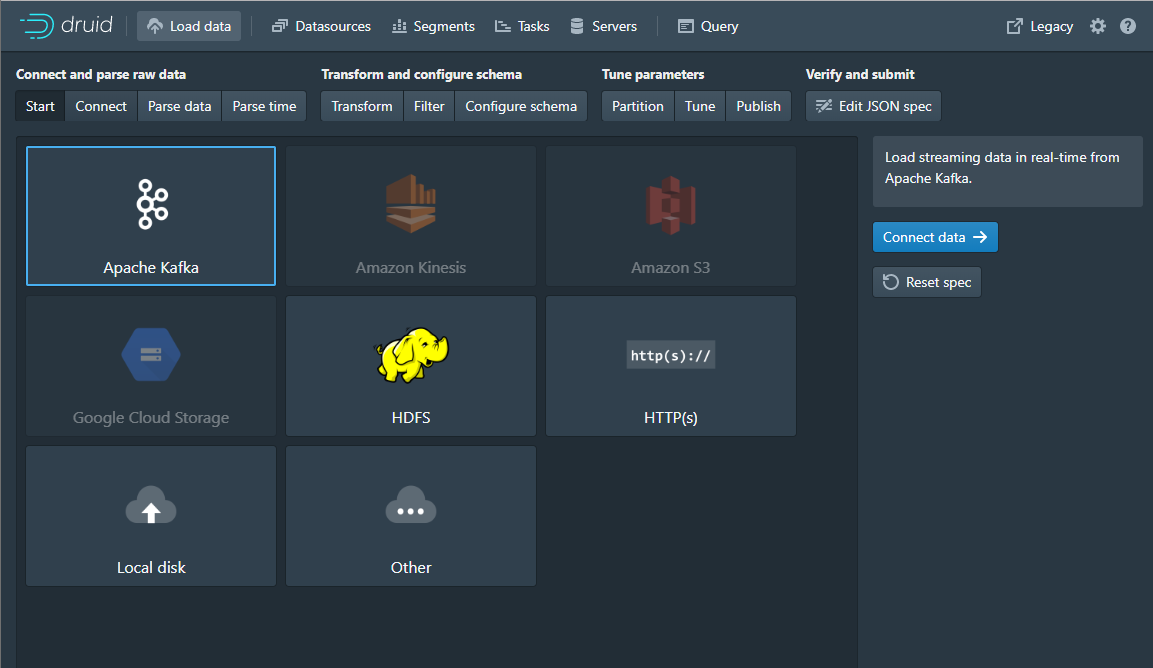 druid Load data Datasources Segments Tasks Servers Query Legacy
Connect and parse raw data Transform and configure schema Tune parameters Verify and submit
Start Connect Parse data Parse time Transform Filter Configure schema Partition Tune Publish Edit JSON spec
Apache Kafka Amazon Kinesis Amazon S3
Load streaming data in real-time from
Apache Kafka.
Connect data
Reset spec
http(s)://
Google Cloud Storage HDFS HTTP(s)
Local disk Other